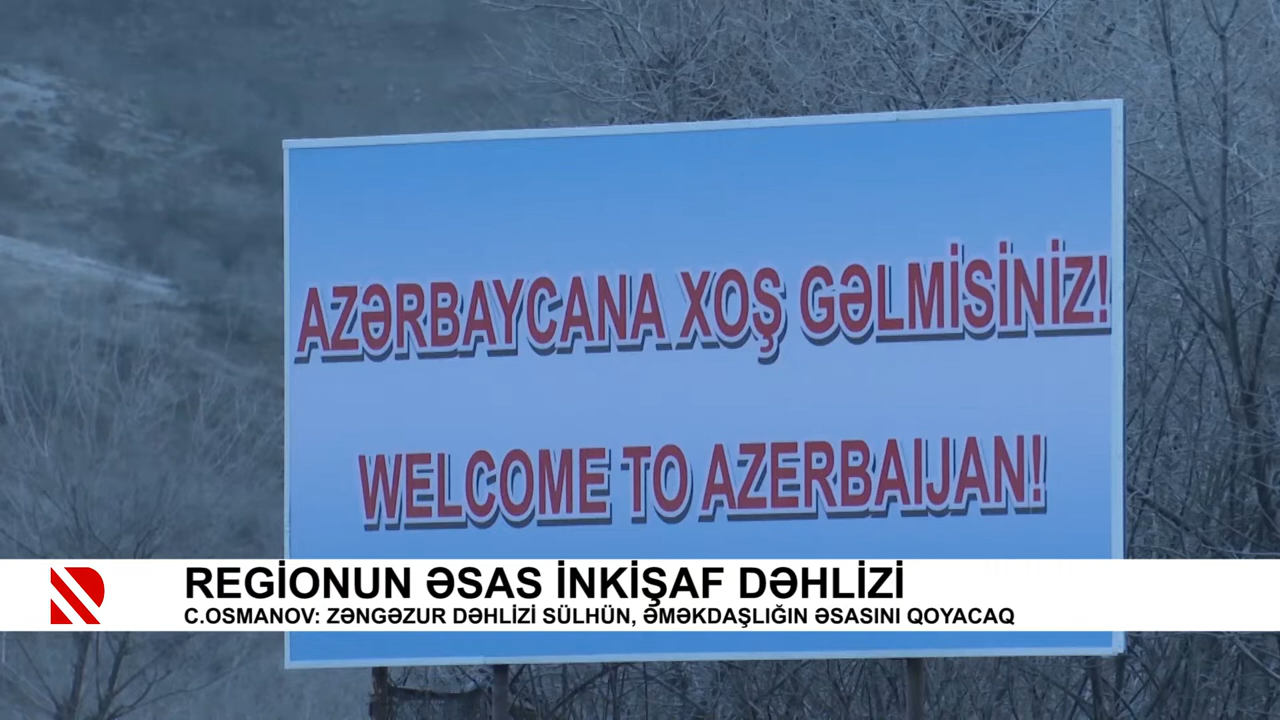 AZƏRBAYCANA XOŞ GƏLMİSİNİZ!
WELCOME TO AZERBAIJAN!
REGİONUN ƏSAS İNKİŞAF DƏHLİZİ
C.OSMANOV: ZƏNGƏZUR DƏHLİZİ SÜLHÜN, ƏMƏKDAŞLIĞIN ƏSASINI QOYACAQ